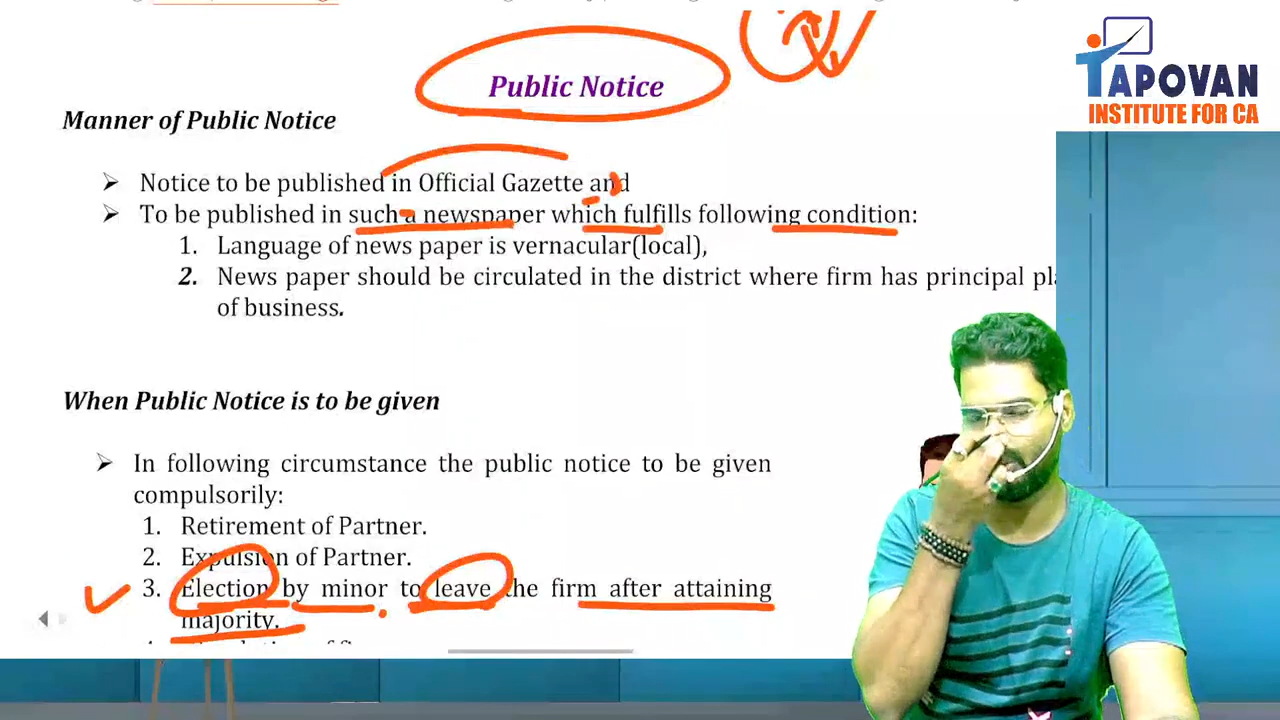 Public Notice
TAPOVAN
INSTITUTE FOR CA
Manner of Public Notice
➢ Notice to be published in Official Gazette and
➢ To be published in such a newspaper which fulfills following condition:
1. Language of news paper is vernacular(local),
2. News paper should be circulated in the district where firm has principal
of business.
When Public Notice is to be given
➢ In following circumstance the public notice to be given
compulsorily:
1. Retirement of Partner.
2. Expulsion of Partner.
3. Election by minor to leave the firm after attaining
majority.